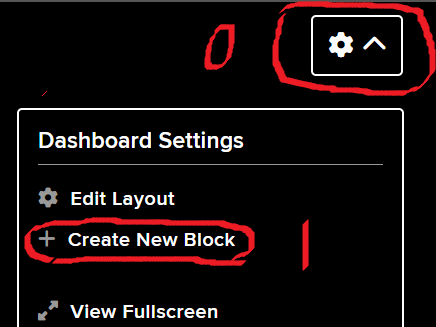 0
Dashboard Settings
Edit Layout
Create New Block
1
View Fullscreen